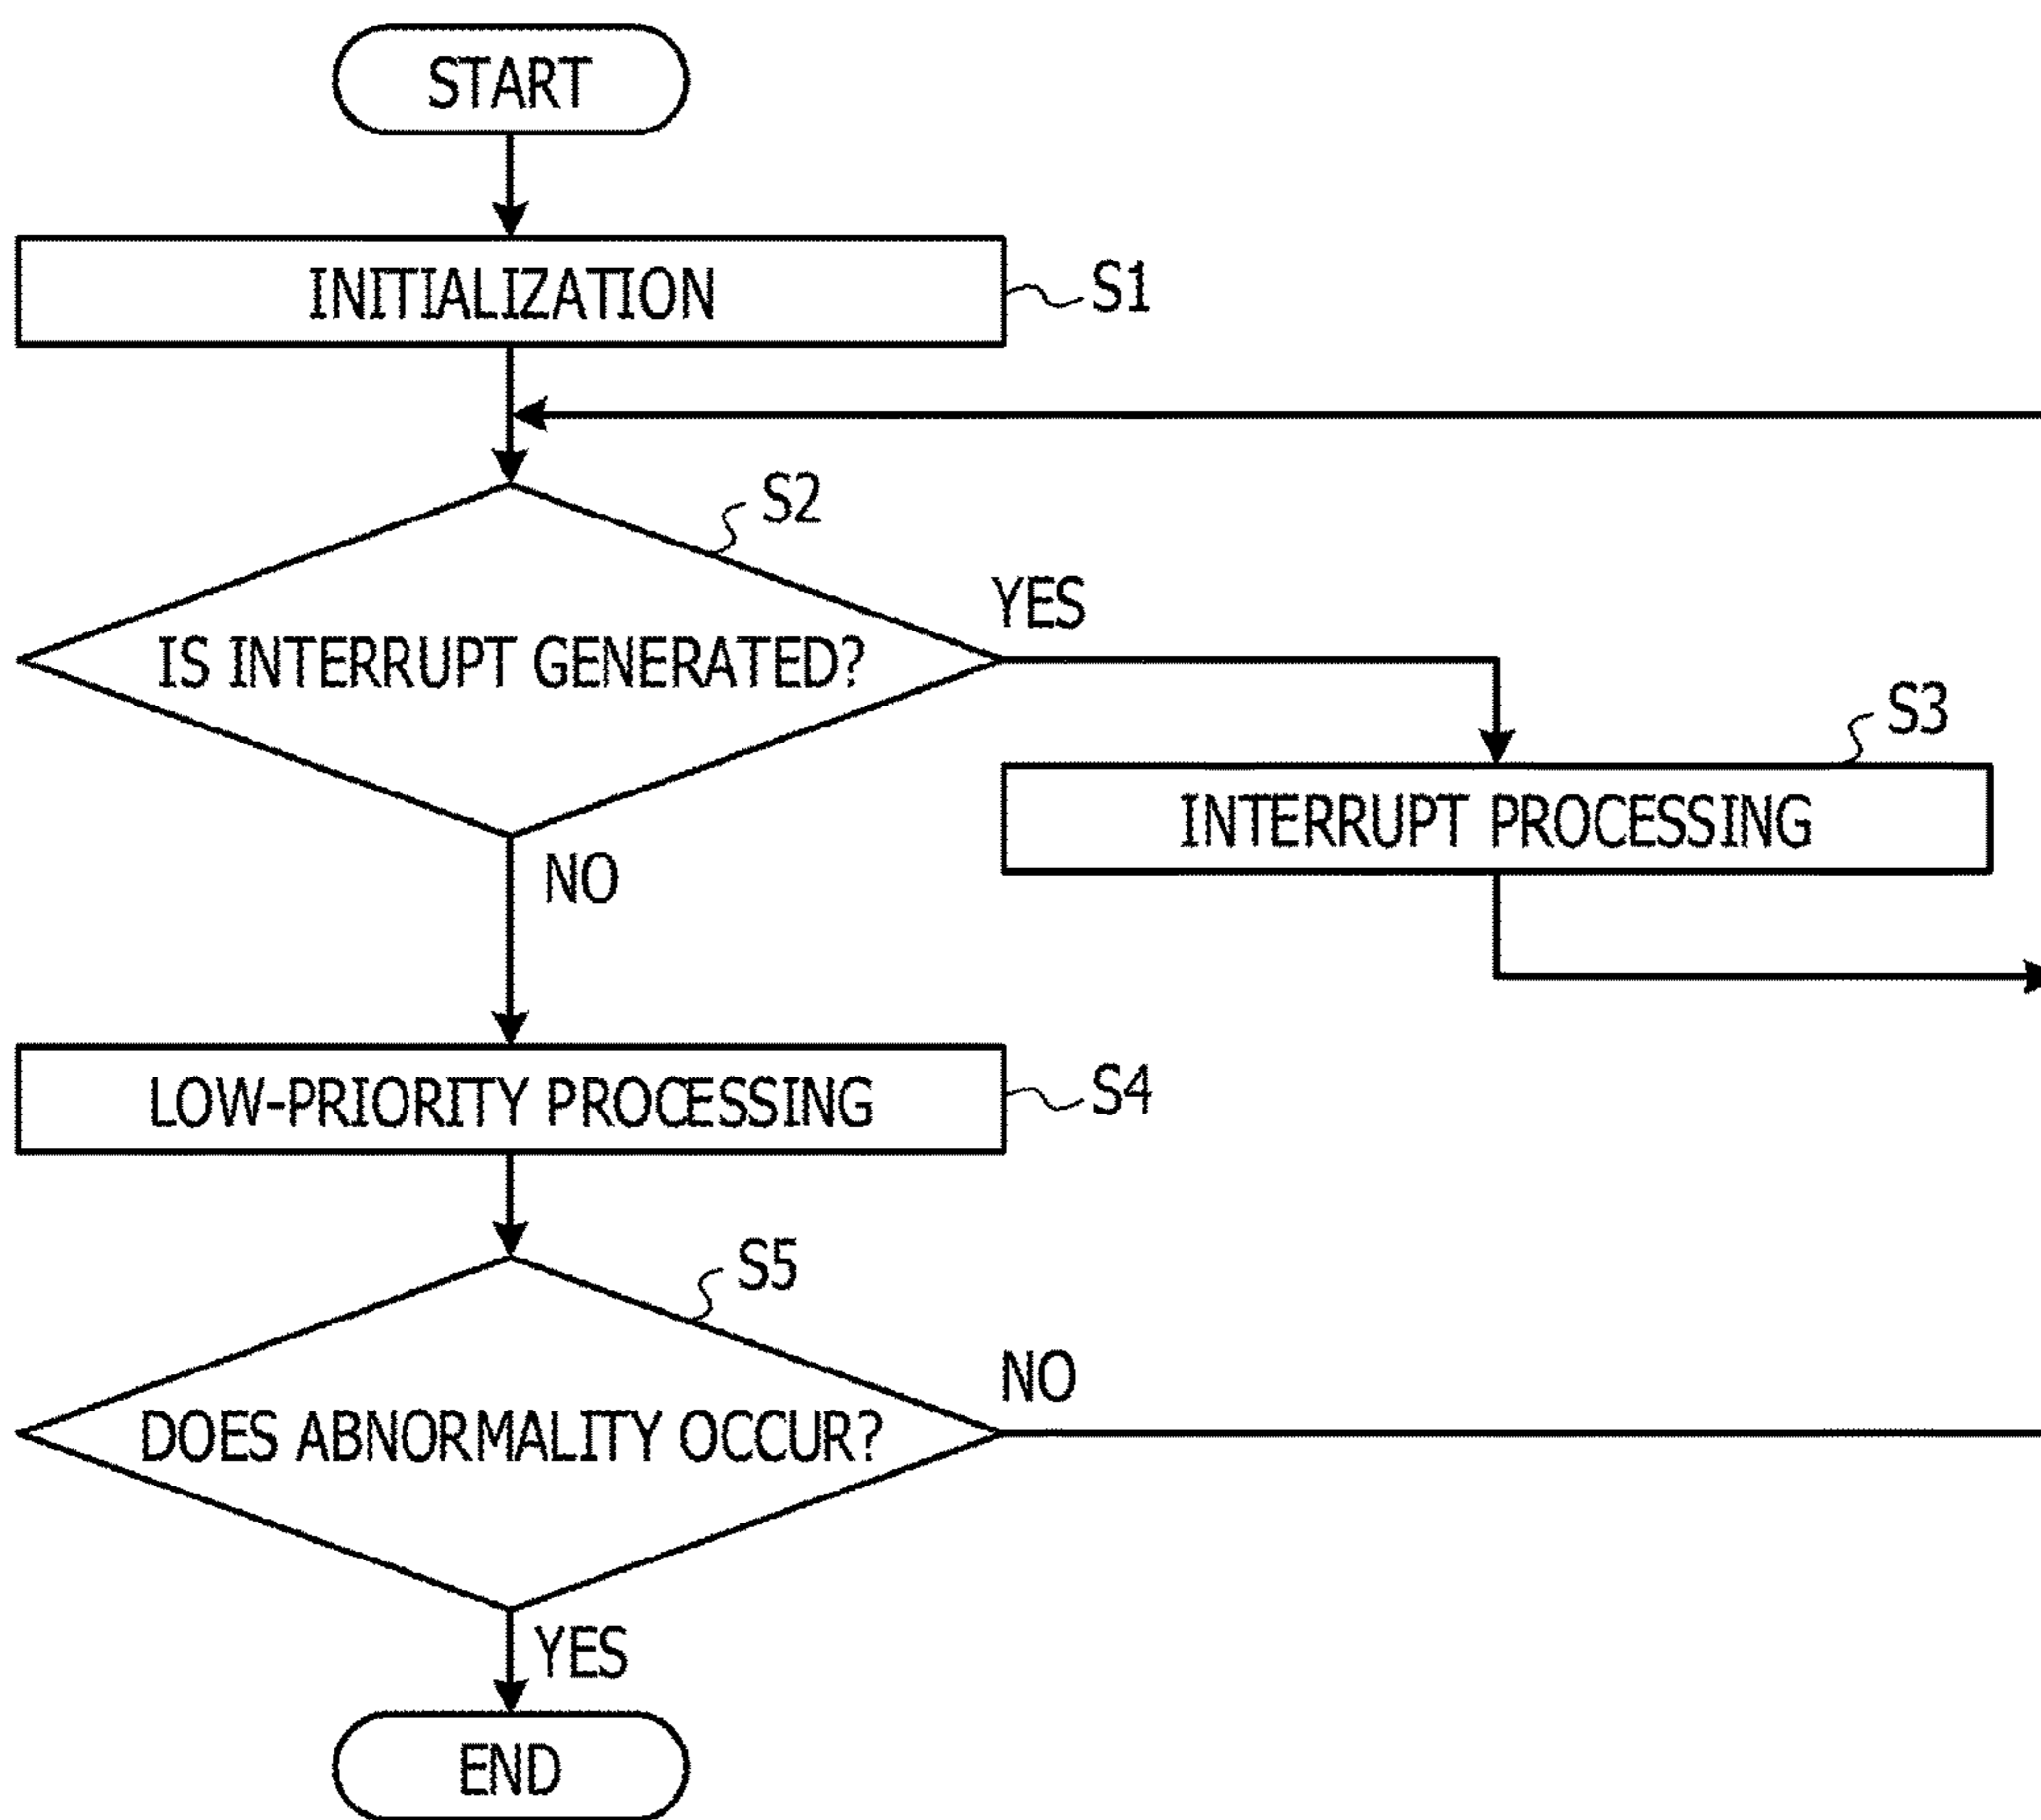 START
INITIALIZATION
S1
S2
YES
IS INTERRUPT GENERATED?
S3
INTERRUPT PROCESSING
NO
LOW-PRIORITY PROCESSING
S4
S5
NO
DOES ABNORMALITY OCCUR?
YES
END